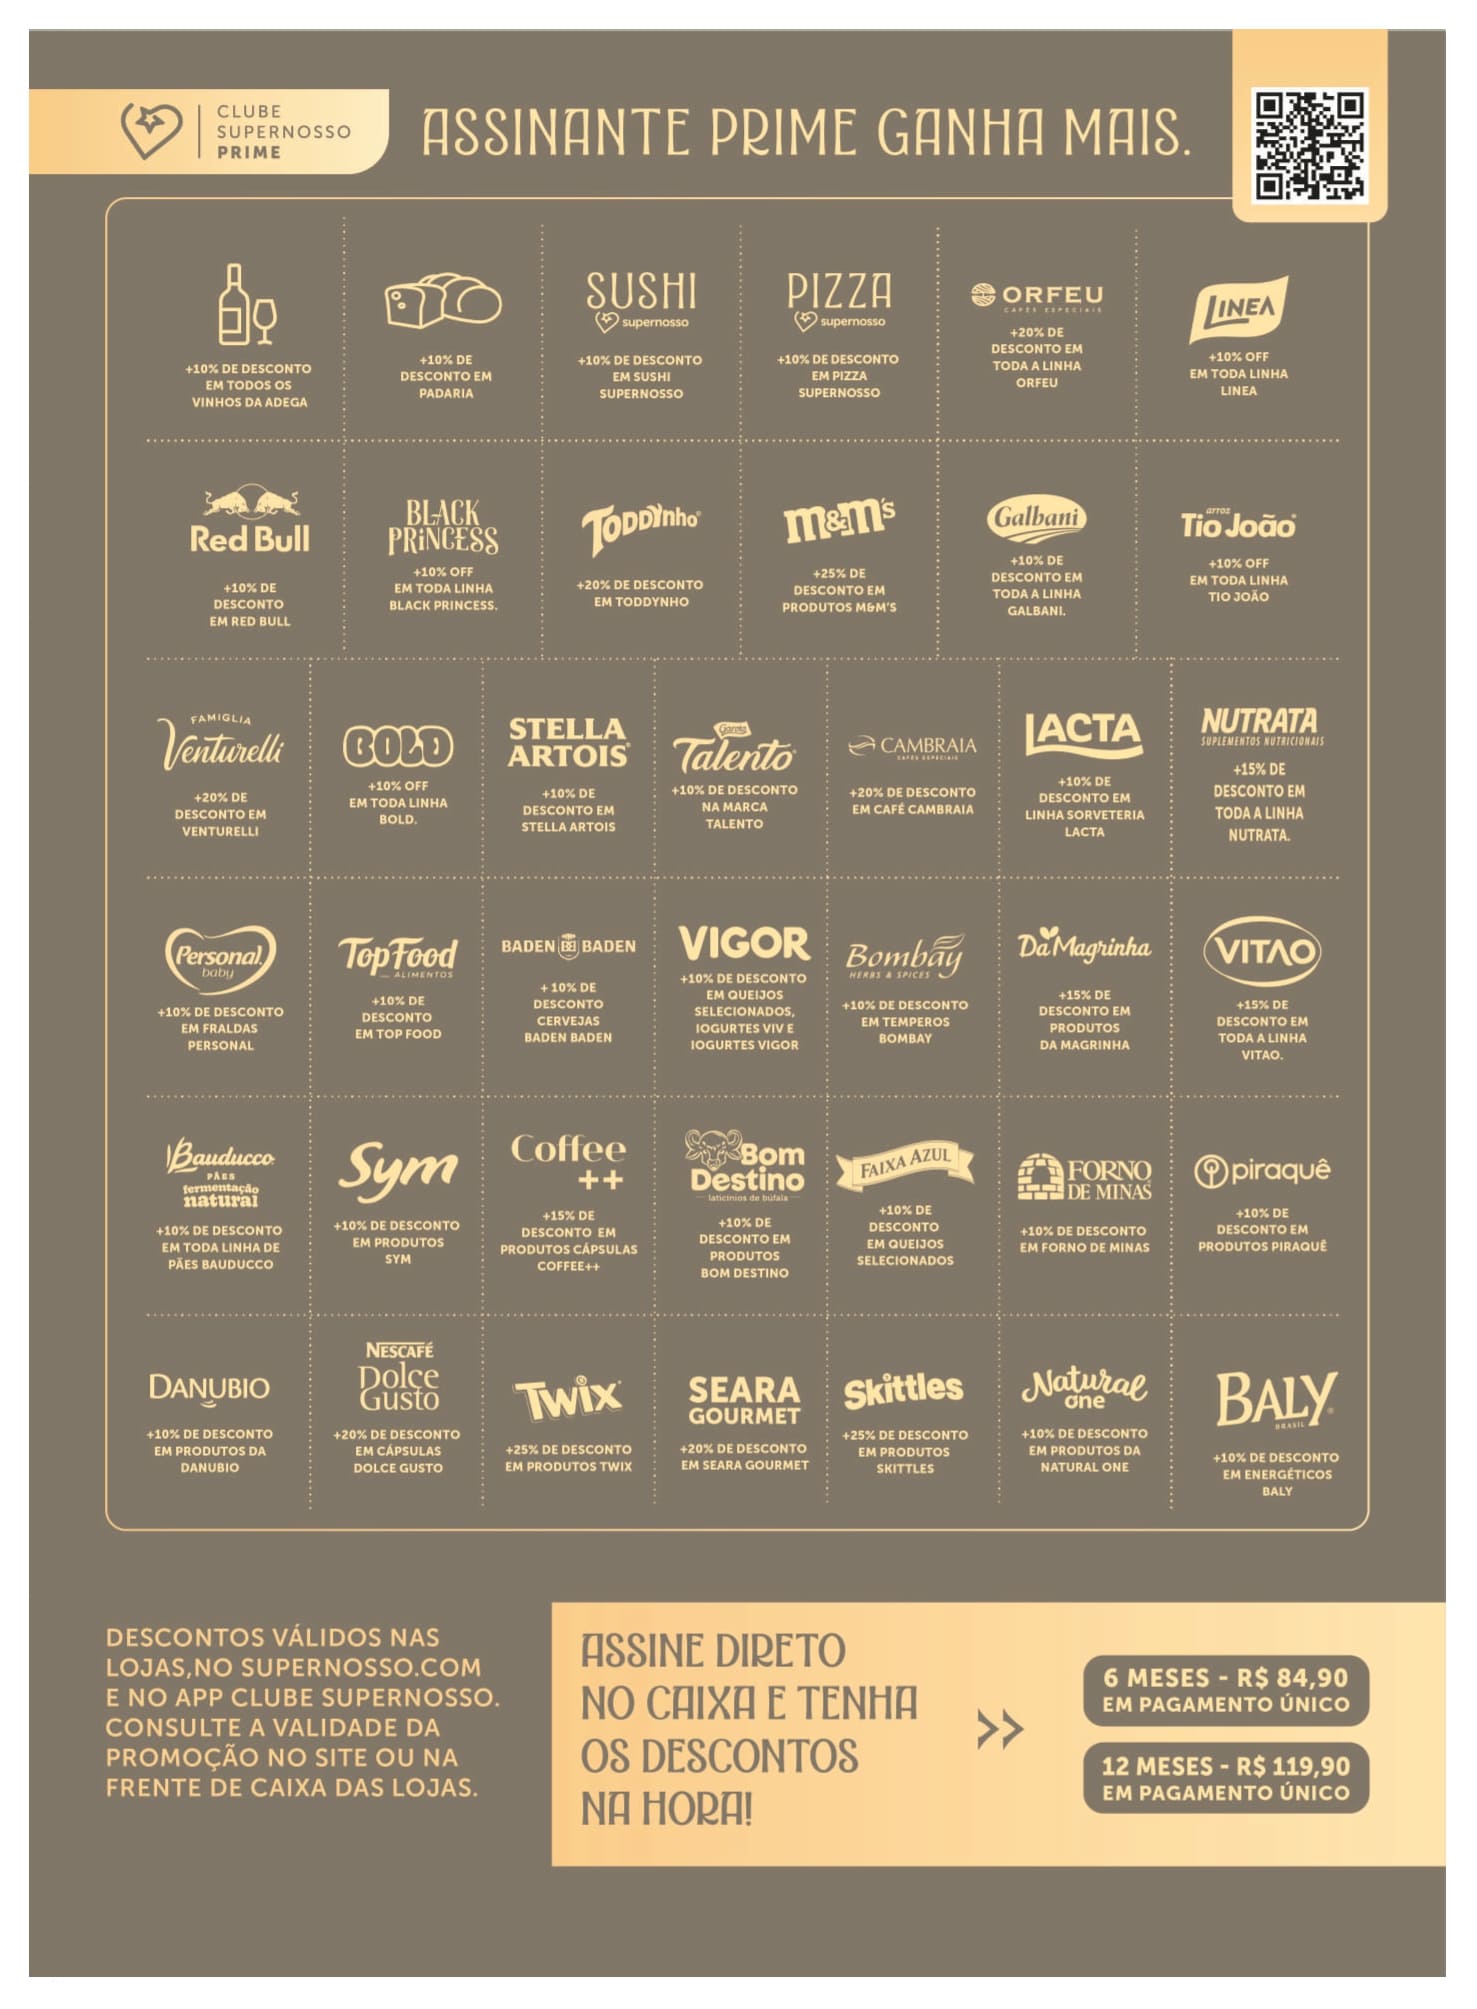 CLUBE
SUPERNOSSO
PRIME
ASSINANTE PRIME GANHA MAIS.
+10% DE DESCONTO
EM TODOS OS
VINHOS DA ADEGA
+10% DE
DESCONTO EM
PADARIA
SUSHI
supernosso
+10% DE DESCONTO
EM SUSHI
SUPERNOSSO
PIZZA
supernosso
+10% DE DESCONTO
EM PIZZA
SUPERNOSSO
ORFEU
CAFÉS ESPECIAIS
+20% DE
DESCONTO EM
TODA A LINHA
ORFEU
LINEA
+10% OFF
EM TODA LINHA
LINEA
Red Bull
+10% DE
DESCONTO
EM RED BULL
BLACK
PRiNCESS
+10% OFF
EM TODA LINHA
BLACK PRINCESS.
TODDYnho
+20% DE DESCONTO
EM TODDYNHO
m&m's
+25% DE
DESCONTO EM
PRODUTOS M&M'S
Galbani
+10% DE
DESCONTO EM
TODA A LINHA
GALBANI.
arroz
Tio João
+10% OFF
EM TODA LINHA
TIO JOÃO
FAMIGLIA
Venturelli
+20% DE
DESCONTO EM
VENTURELLI
BOLD
+10% OFF
EM TODA LINHA
BOLD.
STELLA
ARTOIS
+10% DE
DESCONTO EM
STELLA ARTOIS
Garoto
Talento
+10% DE DESCONTO
NA MARCA
TALENTO
CAMBRAIA
CAFÉS ESPECIAIS
+20% DE DESCONTO
EM CAFÉ CAMBRAIA
LACTA
+10% DE
DESCONTO EM
LINHA SORVETERIA
LACTA
NUTRATA
SUPLEMENTOS NUTRICIONAIS
+15% DE
DESCONTO EM
TODA A LINHA
NUTRATA.
Personal
baby
+10% DE DESCONTO
EM FRALDAS
PERSONAL
TopFood
ALIMENTOS
+10% DE
DESCONTO
EM TOP FOOD
BADEN BADEN
+ 10% DE
DESCONTO
CERVEJAS
BADEN BADEN
VIGOR
+10% DE DESCONTO
EM QUEIJOS
SELECIONADOS,
IOGURTES VIV E
IOGURTES VIGOR
Bombay
HERBS & SPICES
+10% DE DESCONTO
EM TEMPEROS
BOMBAY
Da Magrinha
+15% DE
DESCONTO EM
PRODUTOS
DA MAGRINHA
VITAO
+15% DE
DESCONTO EM
TODA A LINHA
VITAO.
Bauducco
PÃES
fermentação
natural
+10% DE DESCONTO
EM TODA LINHA DE
PÃES BAUDUCCO
Sym
+10% DE DESCONTO
EM PRODUTOS
SYM
Coffee
++
+15% DE
DESCONTO EM
PRODUTOS CÁPSULAS
COFFEE++
Bom
Destino
laticínios de búfala
+10% DE
DESCONTO EM
PRODUTOS
BOM DESTINO
FAIXA AZUL
+10% DE
DESCONTO
EM QUEIJOS
SELECIONADOS
FORNO
DE MINAS
+10% DE DESCONTO
EM FORNO DE MINAS
piraquê
+10% DE
DESCONTO EM
PRODUTOS PIRAQUÊ
DANUBIO
+10% DE DESCONTO
EM PRODUTOS DA
DANUBIO
NESCAFÉ
Dolce
Gusto
+20% DE DESCONTO
EM CÁPSULAS
DOLCE GUSTO
TWiX
+25% DE DESCONTO
EM PRODUTOS TWIX
SEARA
GOURMET
+20% DE DESCONTO
EM SEARA GOURMET
Skittles
+25% DE DESCONTO
EM PRODUTOS
SKITTLES
Natural
one
+10% DE DESCONTO
EM PRODUTOS DA
NATURAL ONE
BALY
BRASIL
+10% DE DESCONTO
EM ENERGÉTICOS
BALY
DESCONTOS VÁLIDOS NAS
LOJAS,NO SUPERNOSSO.COM
E NO APP CLUBE SUPERNOSSO.
CONSULTE A VALIDADE DA
PROMOÇÃO NO SITE OU NA
FRENTE DE CAIXA DAS LOJAS.
ASSINE DIRETO
NO CAIXA E TENHA
OS DESCONTOS
NA HORA!
6 MESES - R$ 84,90
EM PAGAMENTO ÚNICO
12 MESES - R$ 119,90
EM PAGAMENTO ÚNICO